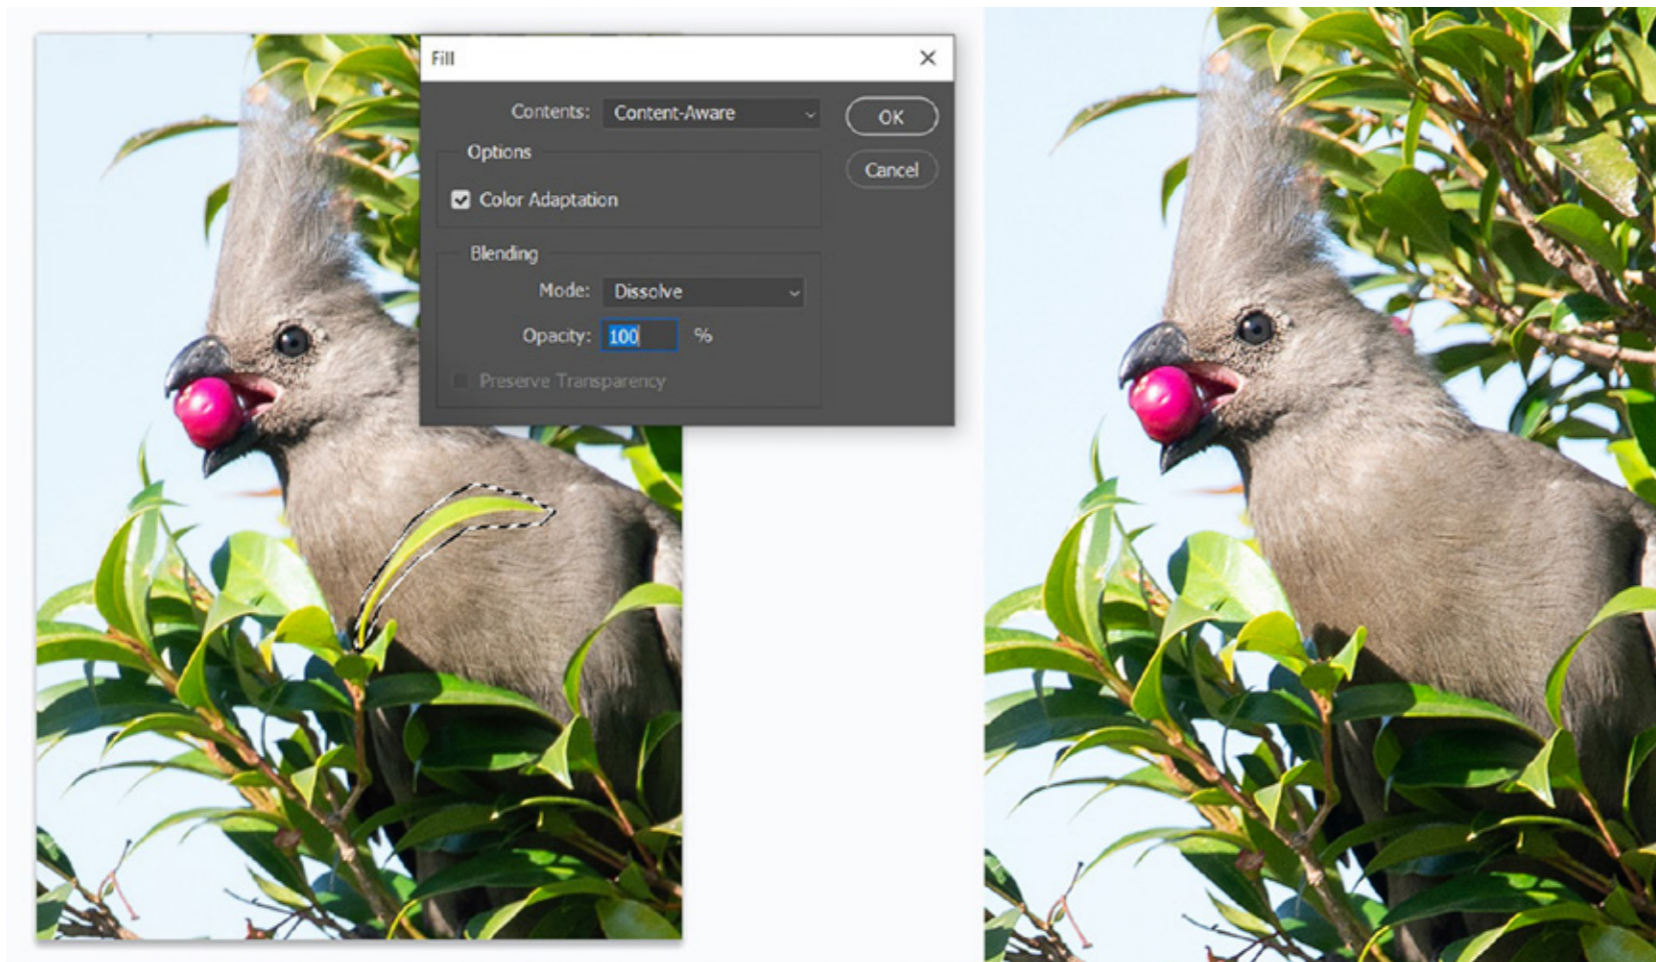 Fill
Contents: Content-Aware
OK
Options
Cancel
Color Adaptation
Blending
Mode: Dissolve
Opacity: 100 %
Preserve Transparency